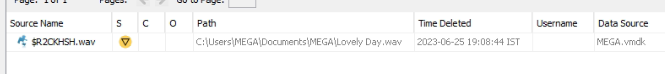 Page: 1 of 1 Pages: Go to Page:
Source Name S C O Path Time Deleted Username Data Source
$R2CKHSH.wav C:\Users\MEGA\Documents\MEGA\Lovely Day.wav 2023-06-25 19:08:44 IST MEGA.vmdk